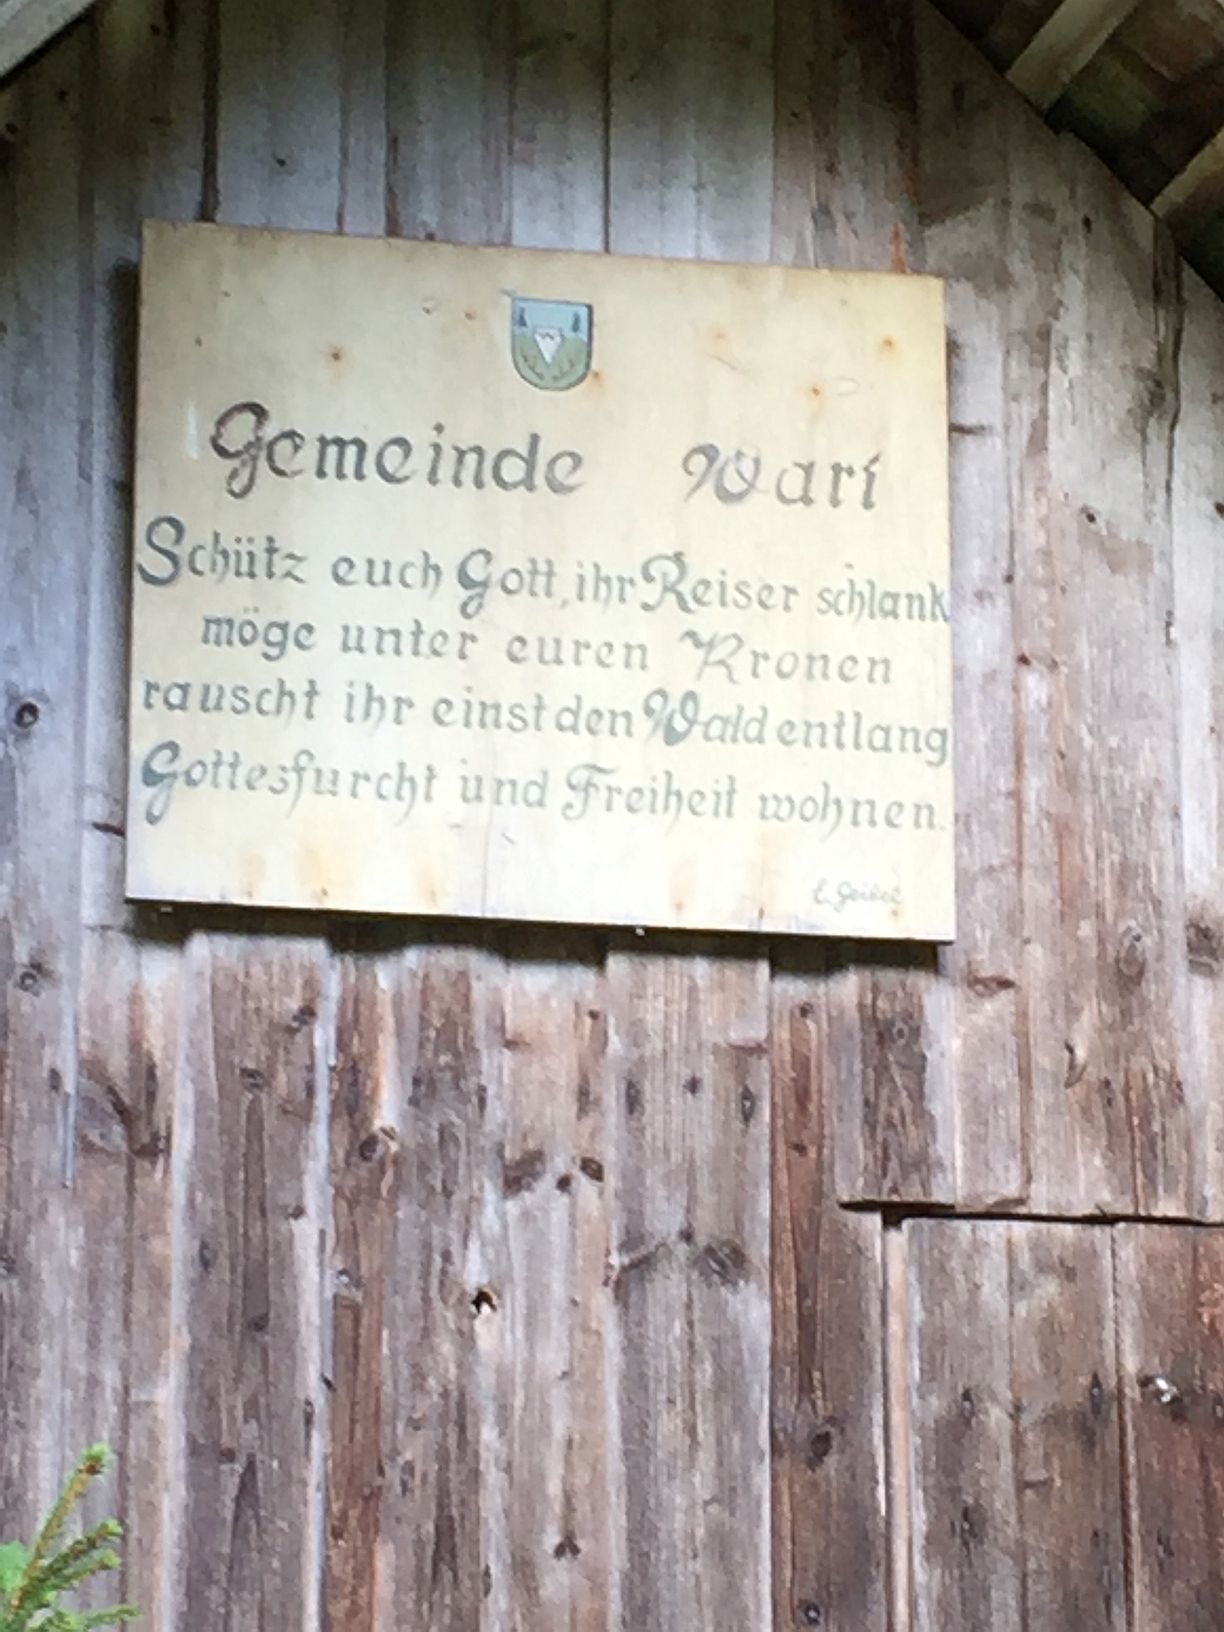 Gemeinde Wart
Schütz euch Gott, ihr Reiser schlank
möge unter euren Kronen
rauscht ihr einst den Wald entlang
Gottesfurcht und Freiheit wohnen.
E. Geibel